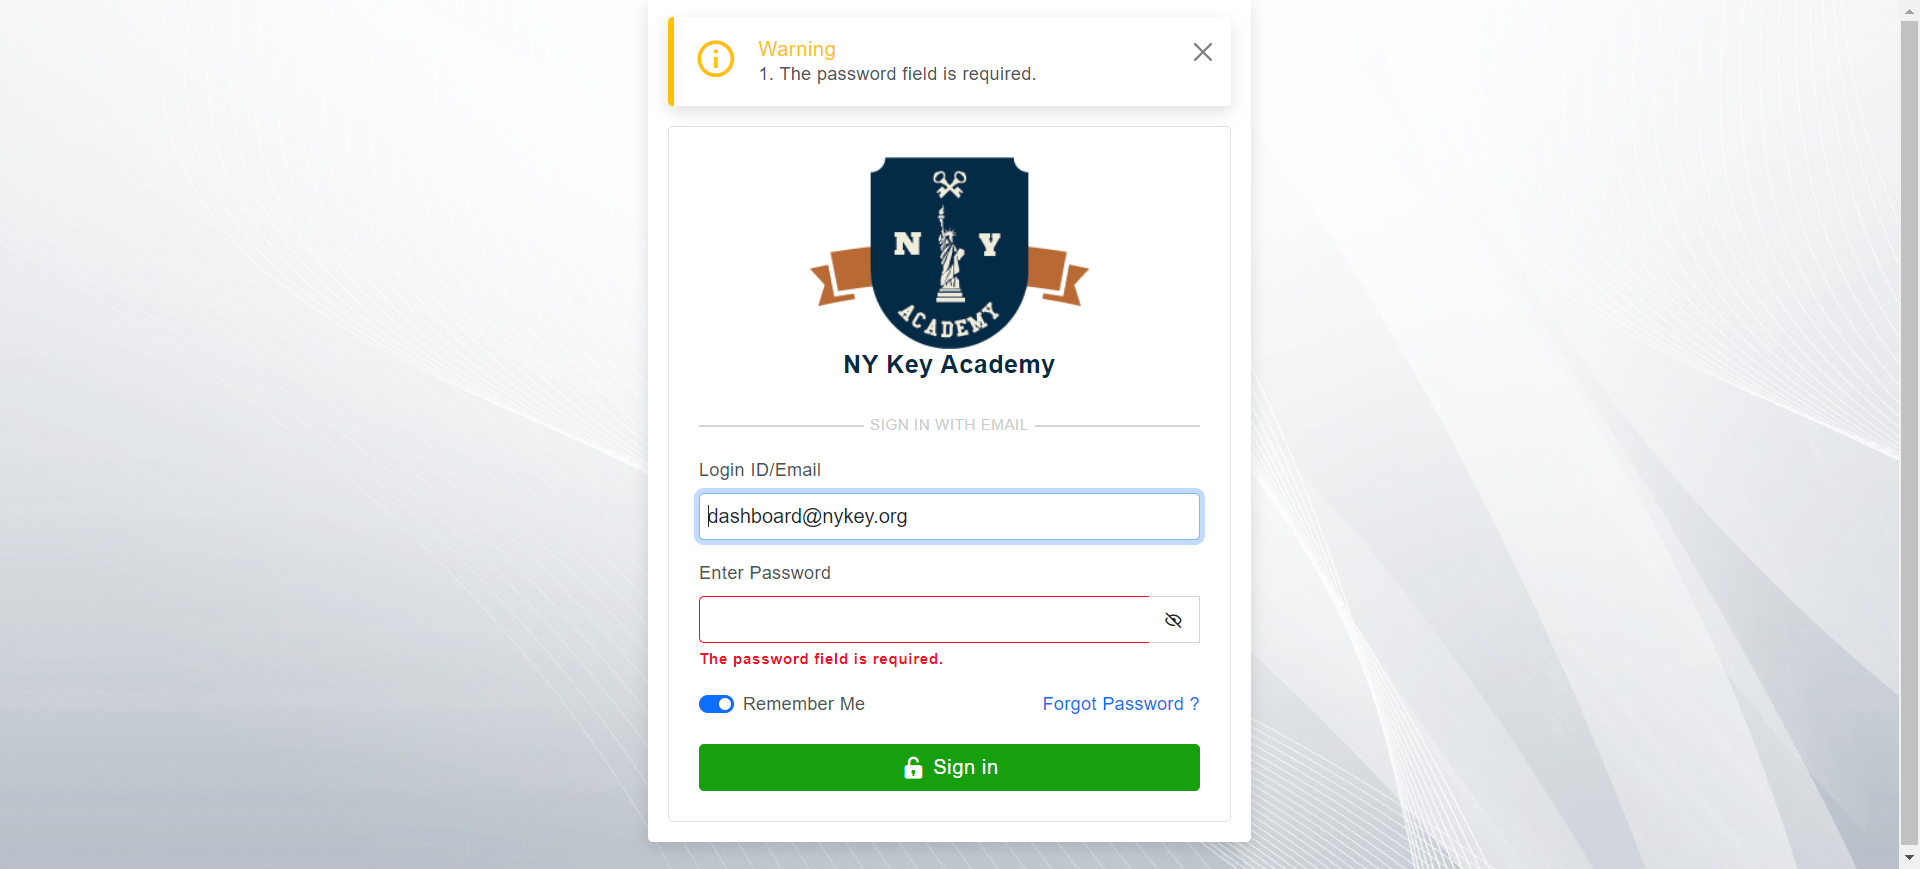 Warning
1. The password field is required.
N Y
ACADEMY
NY Key Academy
SIGN IN WITH EMAIL
Login ID/Email
dashboard@nykey.org
Enter Password
The password field is required.
Remember Me
Forgot Password ?
Sign in